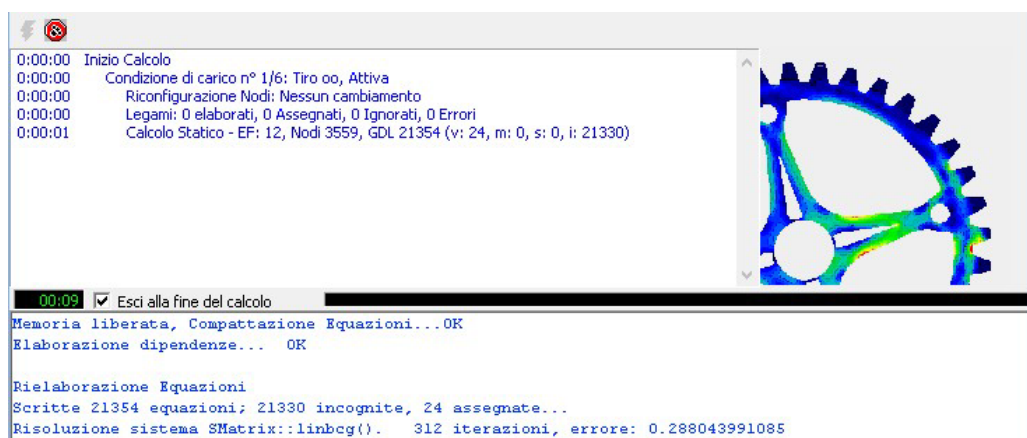 0:00:00 Inizio Calcolo
0:00:00 Condizione di carico n° 1/6: Tiro oo, Attiva
0:00:00 Riconfigurazione Nodi: Nessun cambiamento
0:00:00 Legami: 0 elaborati, 0 Assegnati, 0 Ignorati, 0 Errori
0:00:01 Calcolo Statico - EF: 12, Nodi 3559, GDL 21354 (v: 24, m: 0, s: 0, i: 21330)
00:09 Esci alla fine del calcolo
Memoria liberata, Compattazione Equazioni...OK
Elaborazione dipendenze... OK
Rielaborazione Equazioni
Scritte 21354 equazioni; 21330 incognite, 24 assegnate...
Risoluzione sistema SMatrix::linbcg(). 312 iterazioni, errore: 0.288043991085